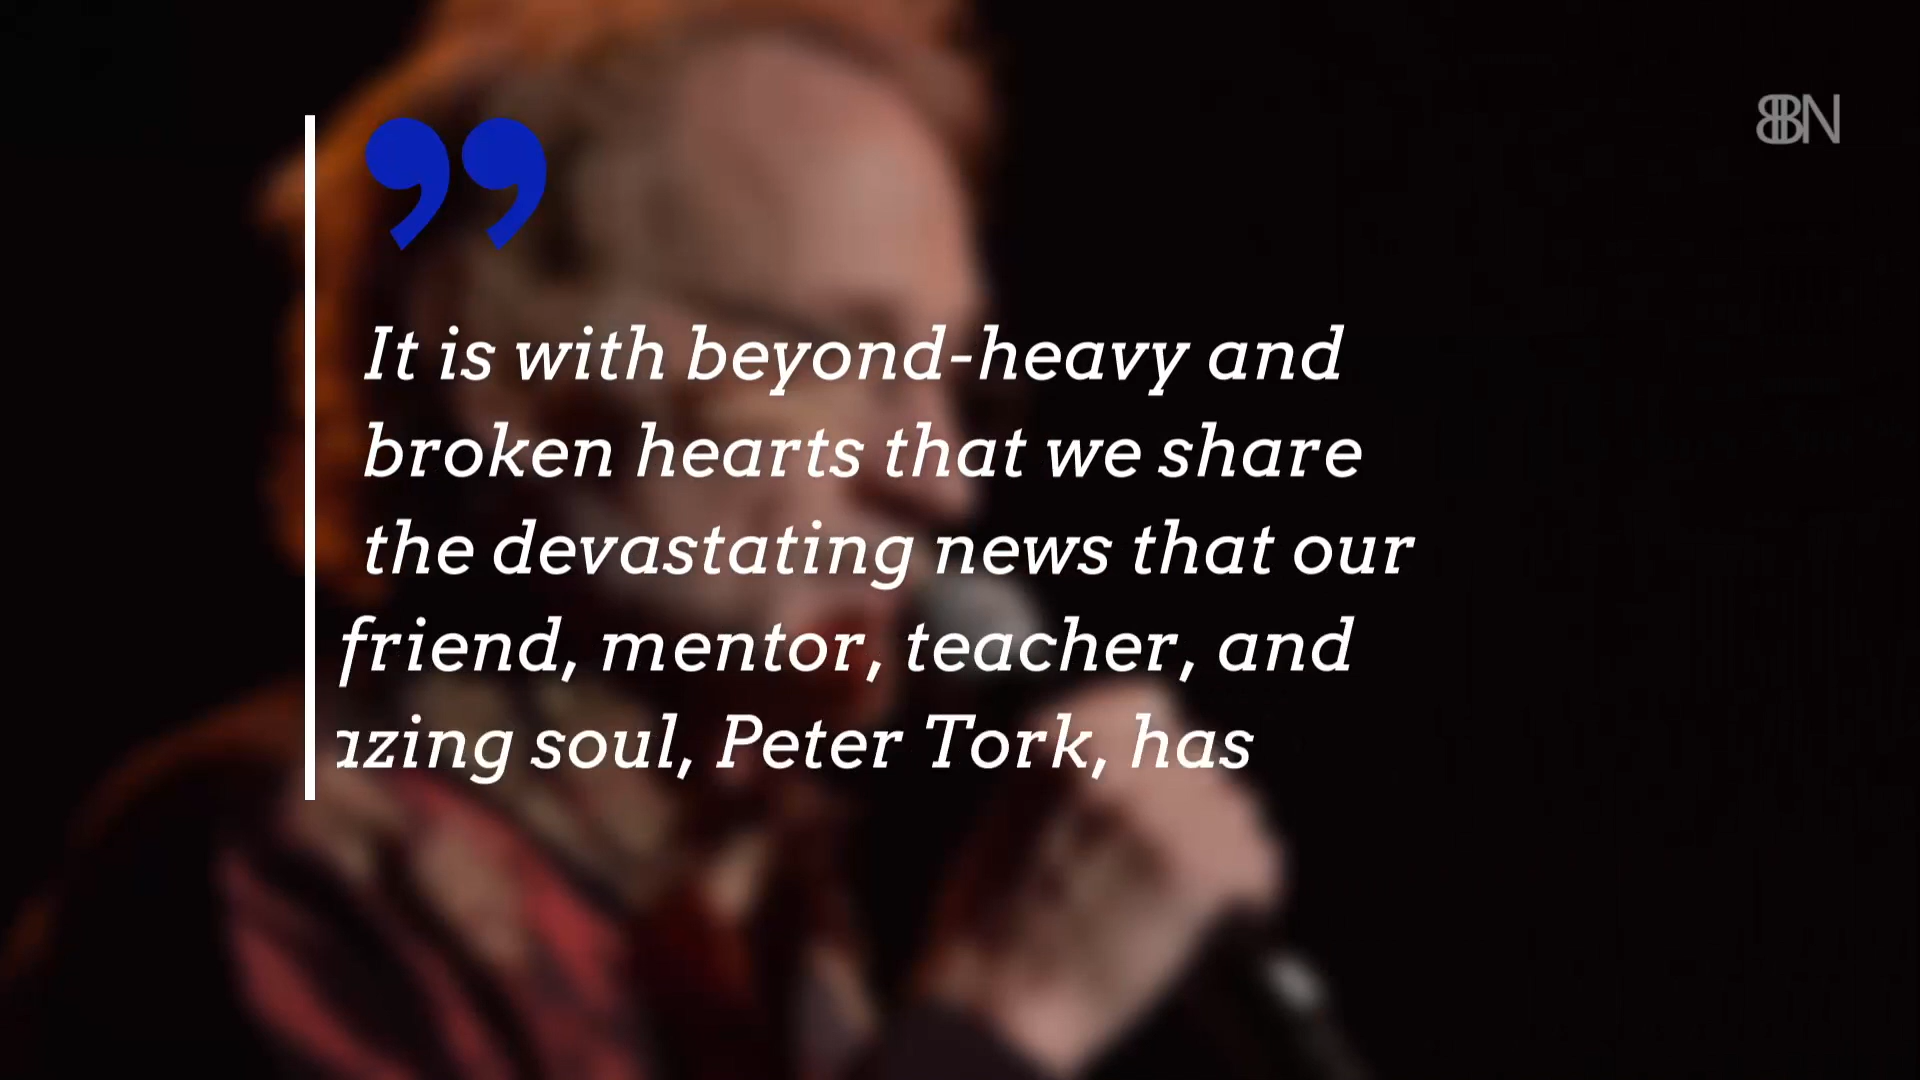 BBN
It is with beyond-heavy and
broken hearts that we share
the devastating news that our
friend, mentor, teacher, and
azing soul, Peter Tork, has